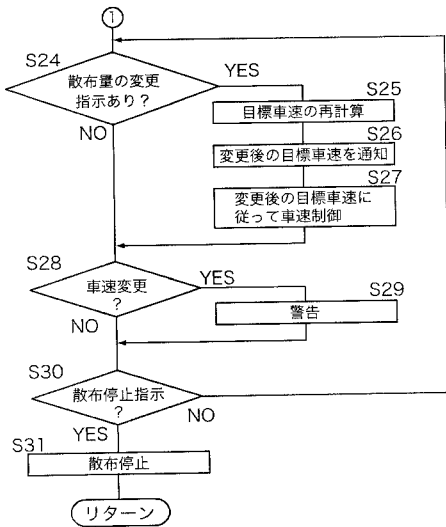 1
S24
散布量の変更
指示あり？
YES
NO
S25
目標車速の再計算
S26
変更後の目標車速を通知
S27
変更後の目標車速に
従って車速制御
S28
車速変更
？
YES
NO
S29
警告
S30
散布停止指示
？
NO
YES
S31
散布停止
リターン